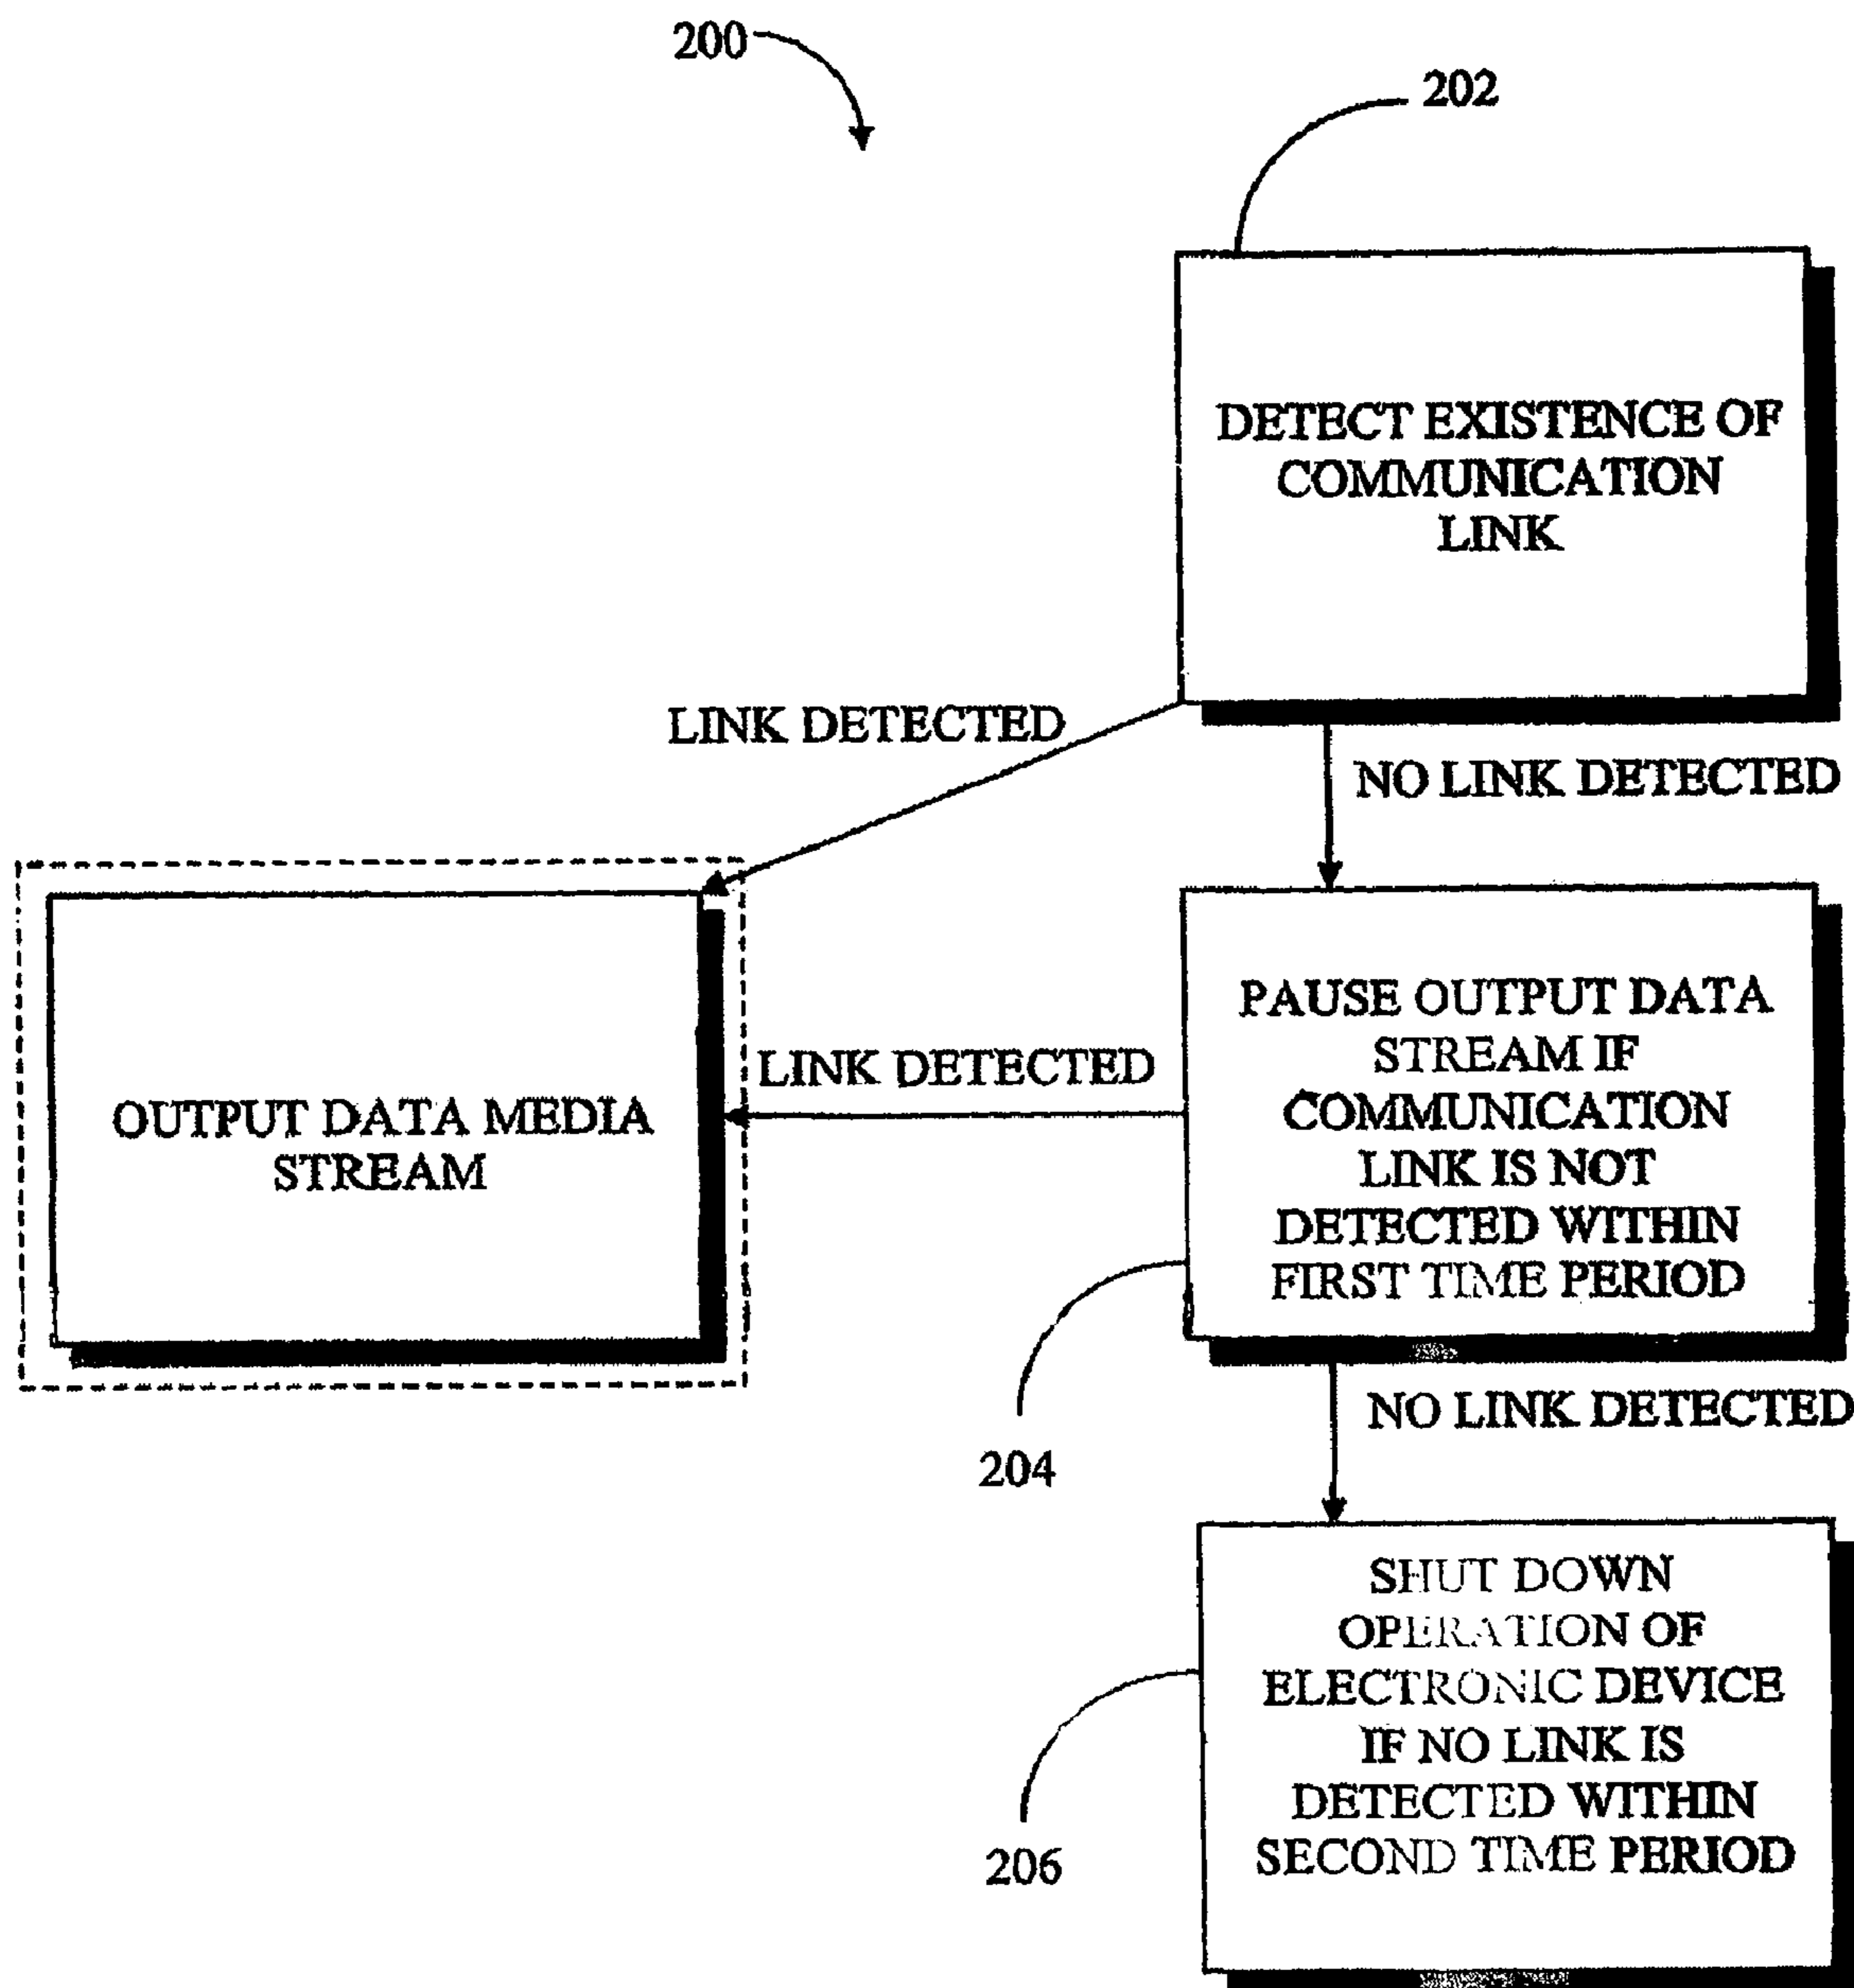 200
202
DETECT EXISTENCE OF
COMMUNICATION
LINK
LINK DETECTED
NO LINK DETECTED
OUTPUT DATA MEDIA
STREAM
LINK DETECTED
PAUSE OUTPUT DATA
STREAM IF
COMMUNICATION
LINK IS NOT
DETECTED WITHIN
FIRST TIME PERIOD
204
NO LINK DETECTED
SHUT DOWN
OPERATION OF
ELECTRONIC DEVICE
IF NO LINK IS
DETECTED WITHIN
SECOND TIME PERIOD
206